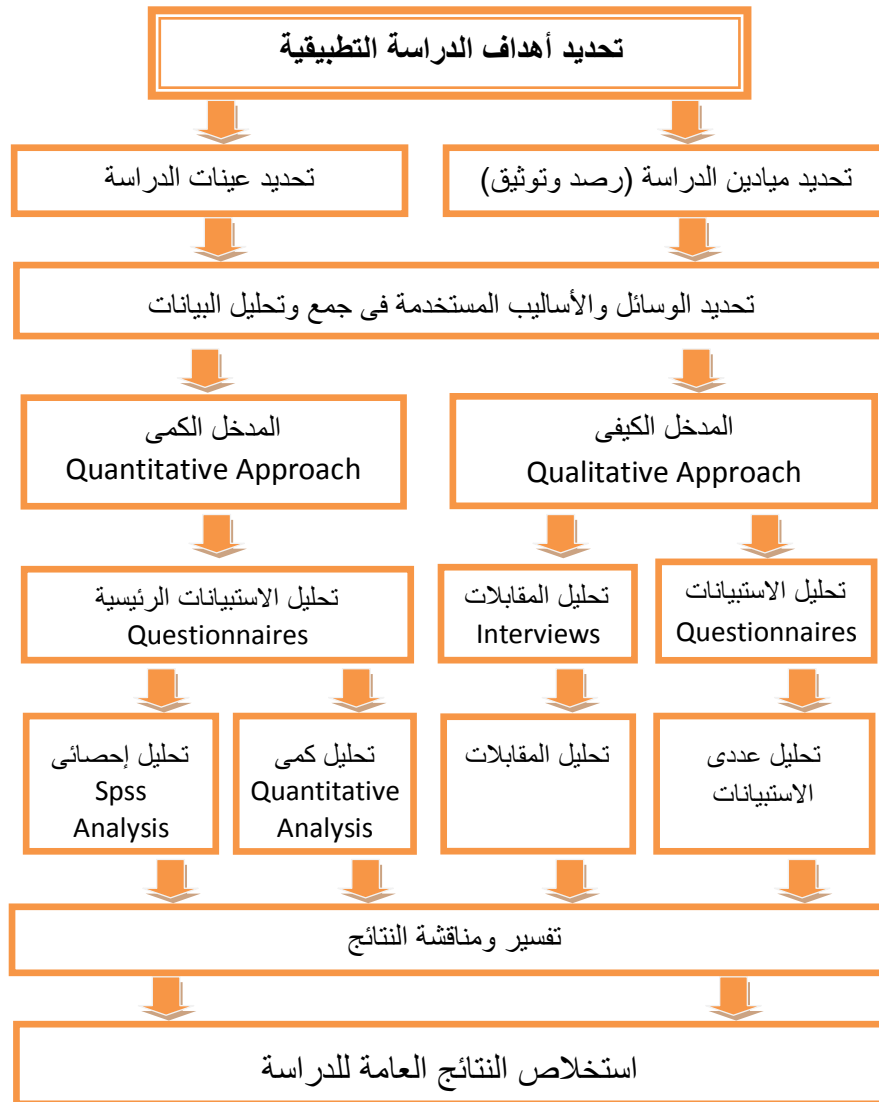 تحديد أهداف الدراسة التطبيقية
تحديد ميادين الدراسة (رصد وتوثيق)
تحديد عينات الدراسة
تحديد الوسائل والأساليب المستخدمة فى جمع وتحليل البيانات
المدخل الكيفى
Qualitative Approach
المدخل الكمى
Quantitative Approach
تحليل الاستبيانات
Questionnaires
تحليل المقابلات
Interviews
تحليل الاستبيانات الرئيسية
Questionnaires
تحليل عددى
الاستبيانات
تحليل المقابلات
تحليل كمى
Quantitative
Analysis
تحليل إحصائى
Spss
Analysis
تفسير ومناقشة النتائج
استخلاص النتائج العامة للدراسة